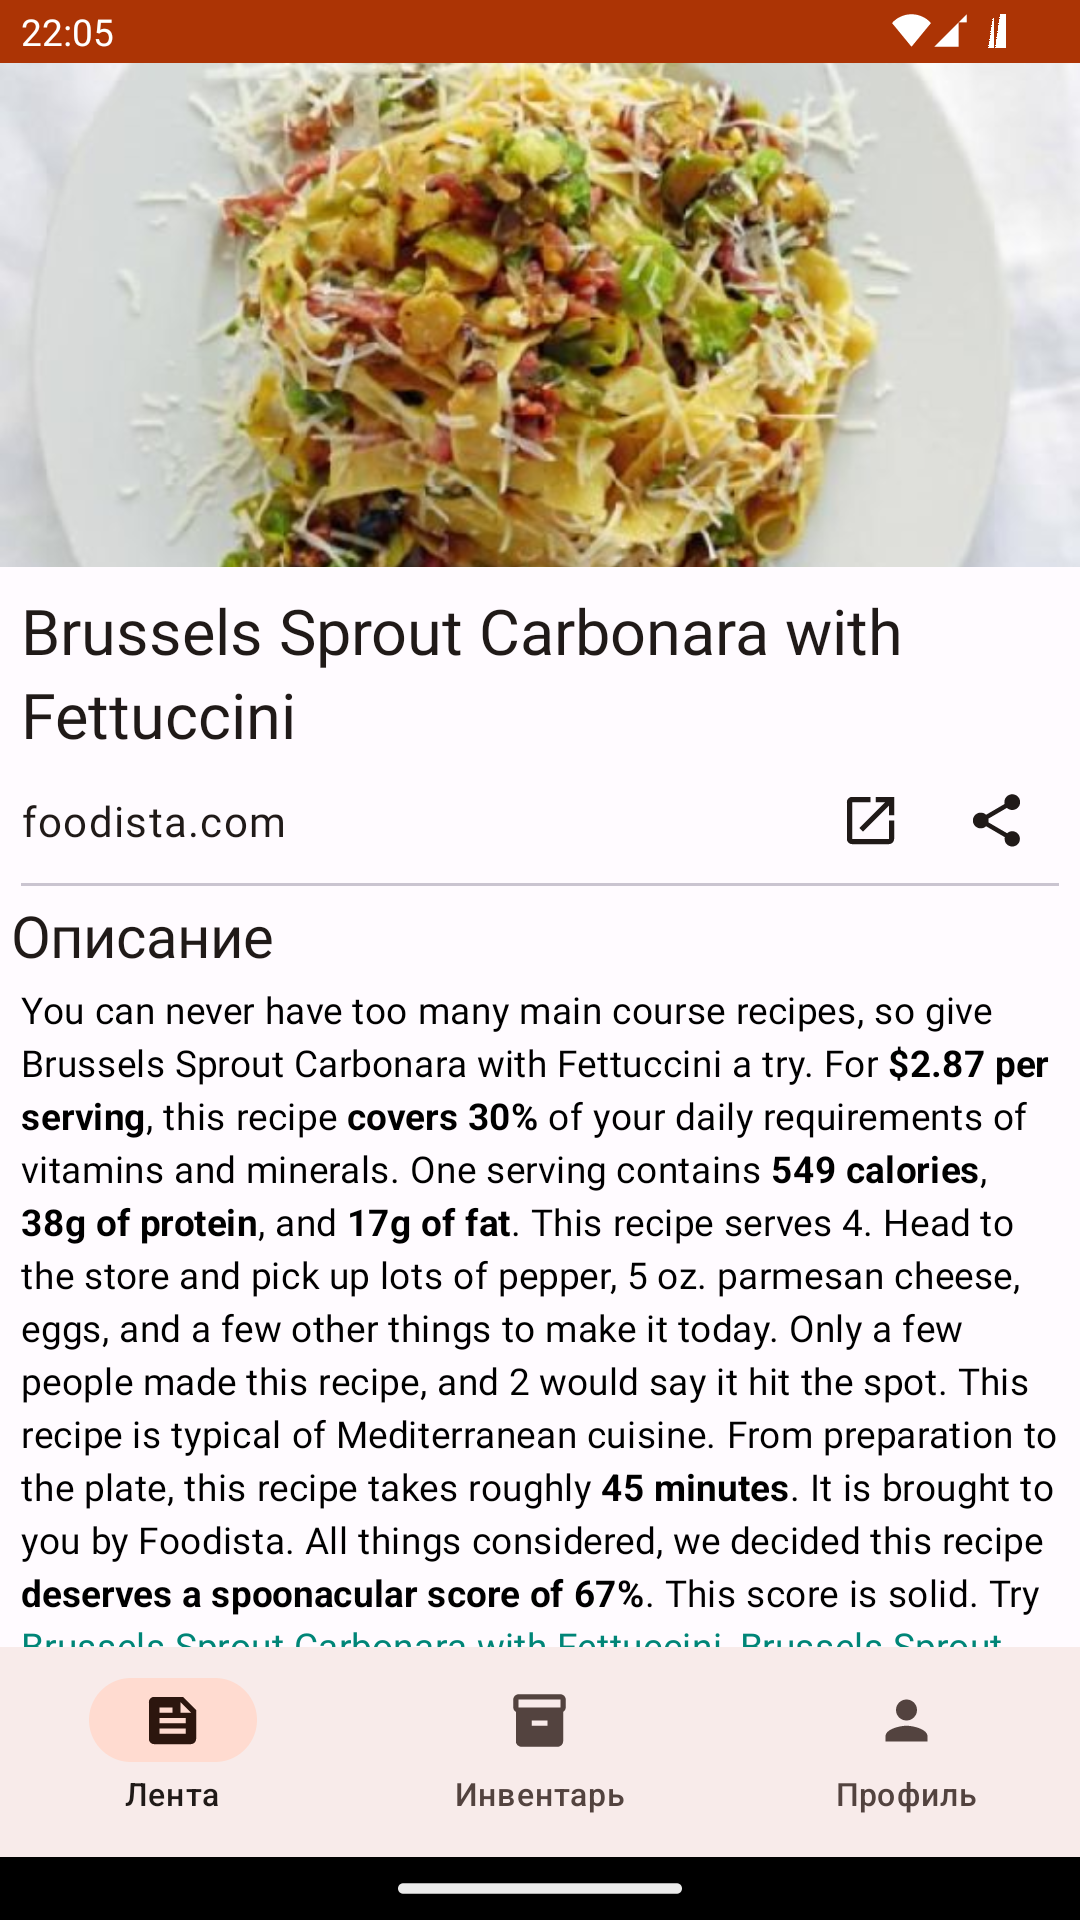 22:05
Brussels Sprout Carbonara with
Fettuccini
foodista.com
Описание
You can never have too many main course recipes, so give
Brussels Sprout Carbonara with Fettuccini a try. For $2.87 per
serving, this recipe covers 30% of your daily requirements of
vitamins and minerals. One serving contains 549 calories,
38g of protein, and 17g of fat. This recipe serves 4. Head to
the store and pick up lots of pepper, 5 oz. parmesan cheese,
eggs, and a few other things to make it today. Only a few
people made this recipe, and 2 would say it hit the spot. This
recipe is typical of Mediterranean cuisine. From preparation to
the plate, this recipe takes roughly 45 minutes. It is brought to
you by Foodista. All things considered, we decided this recipe
deserves a spoonacular score of 67%. This score is solid. Try
Brussels Sprout Carbonara with Fettuccini, Brussels Sprout
Лента
Инвентарь
Профиль